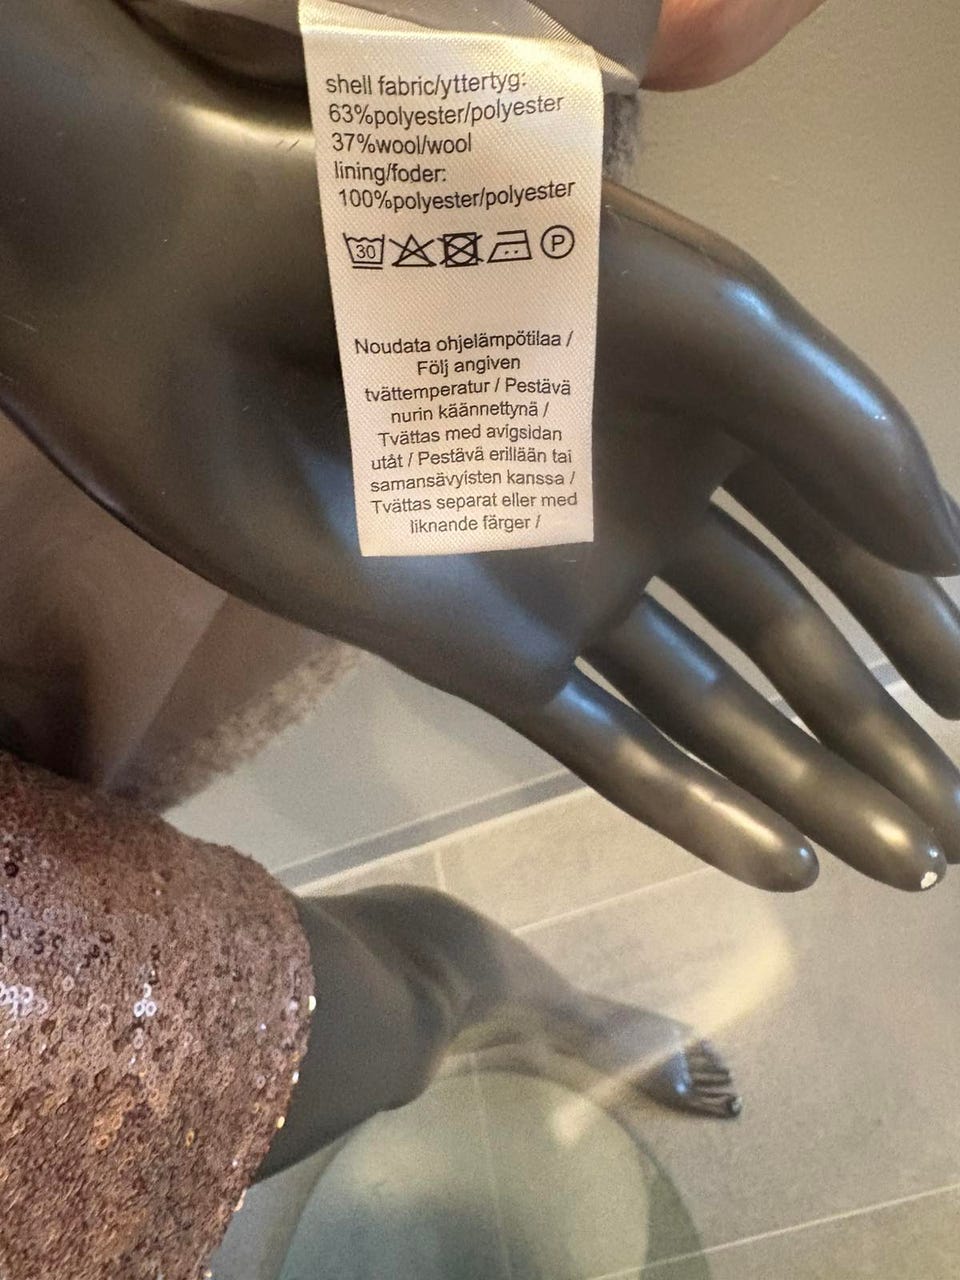 shell fabric/yttertyg:
63%polyester/polyester
37%wool/wool
lining/foder:
100%polyester/polyester
30 P
Noudata ohjelämpötilaa /
Följ angiven
tvättemperatur / Pestävä
nurin käännettynä /
Tvättas med avigsidan
utåt / Pestävä erillään tai
samansävyisten kanssa /
Tvättas separat eller med
liknande färger /